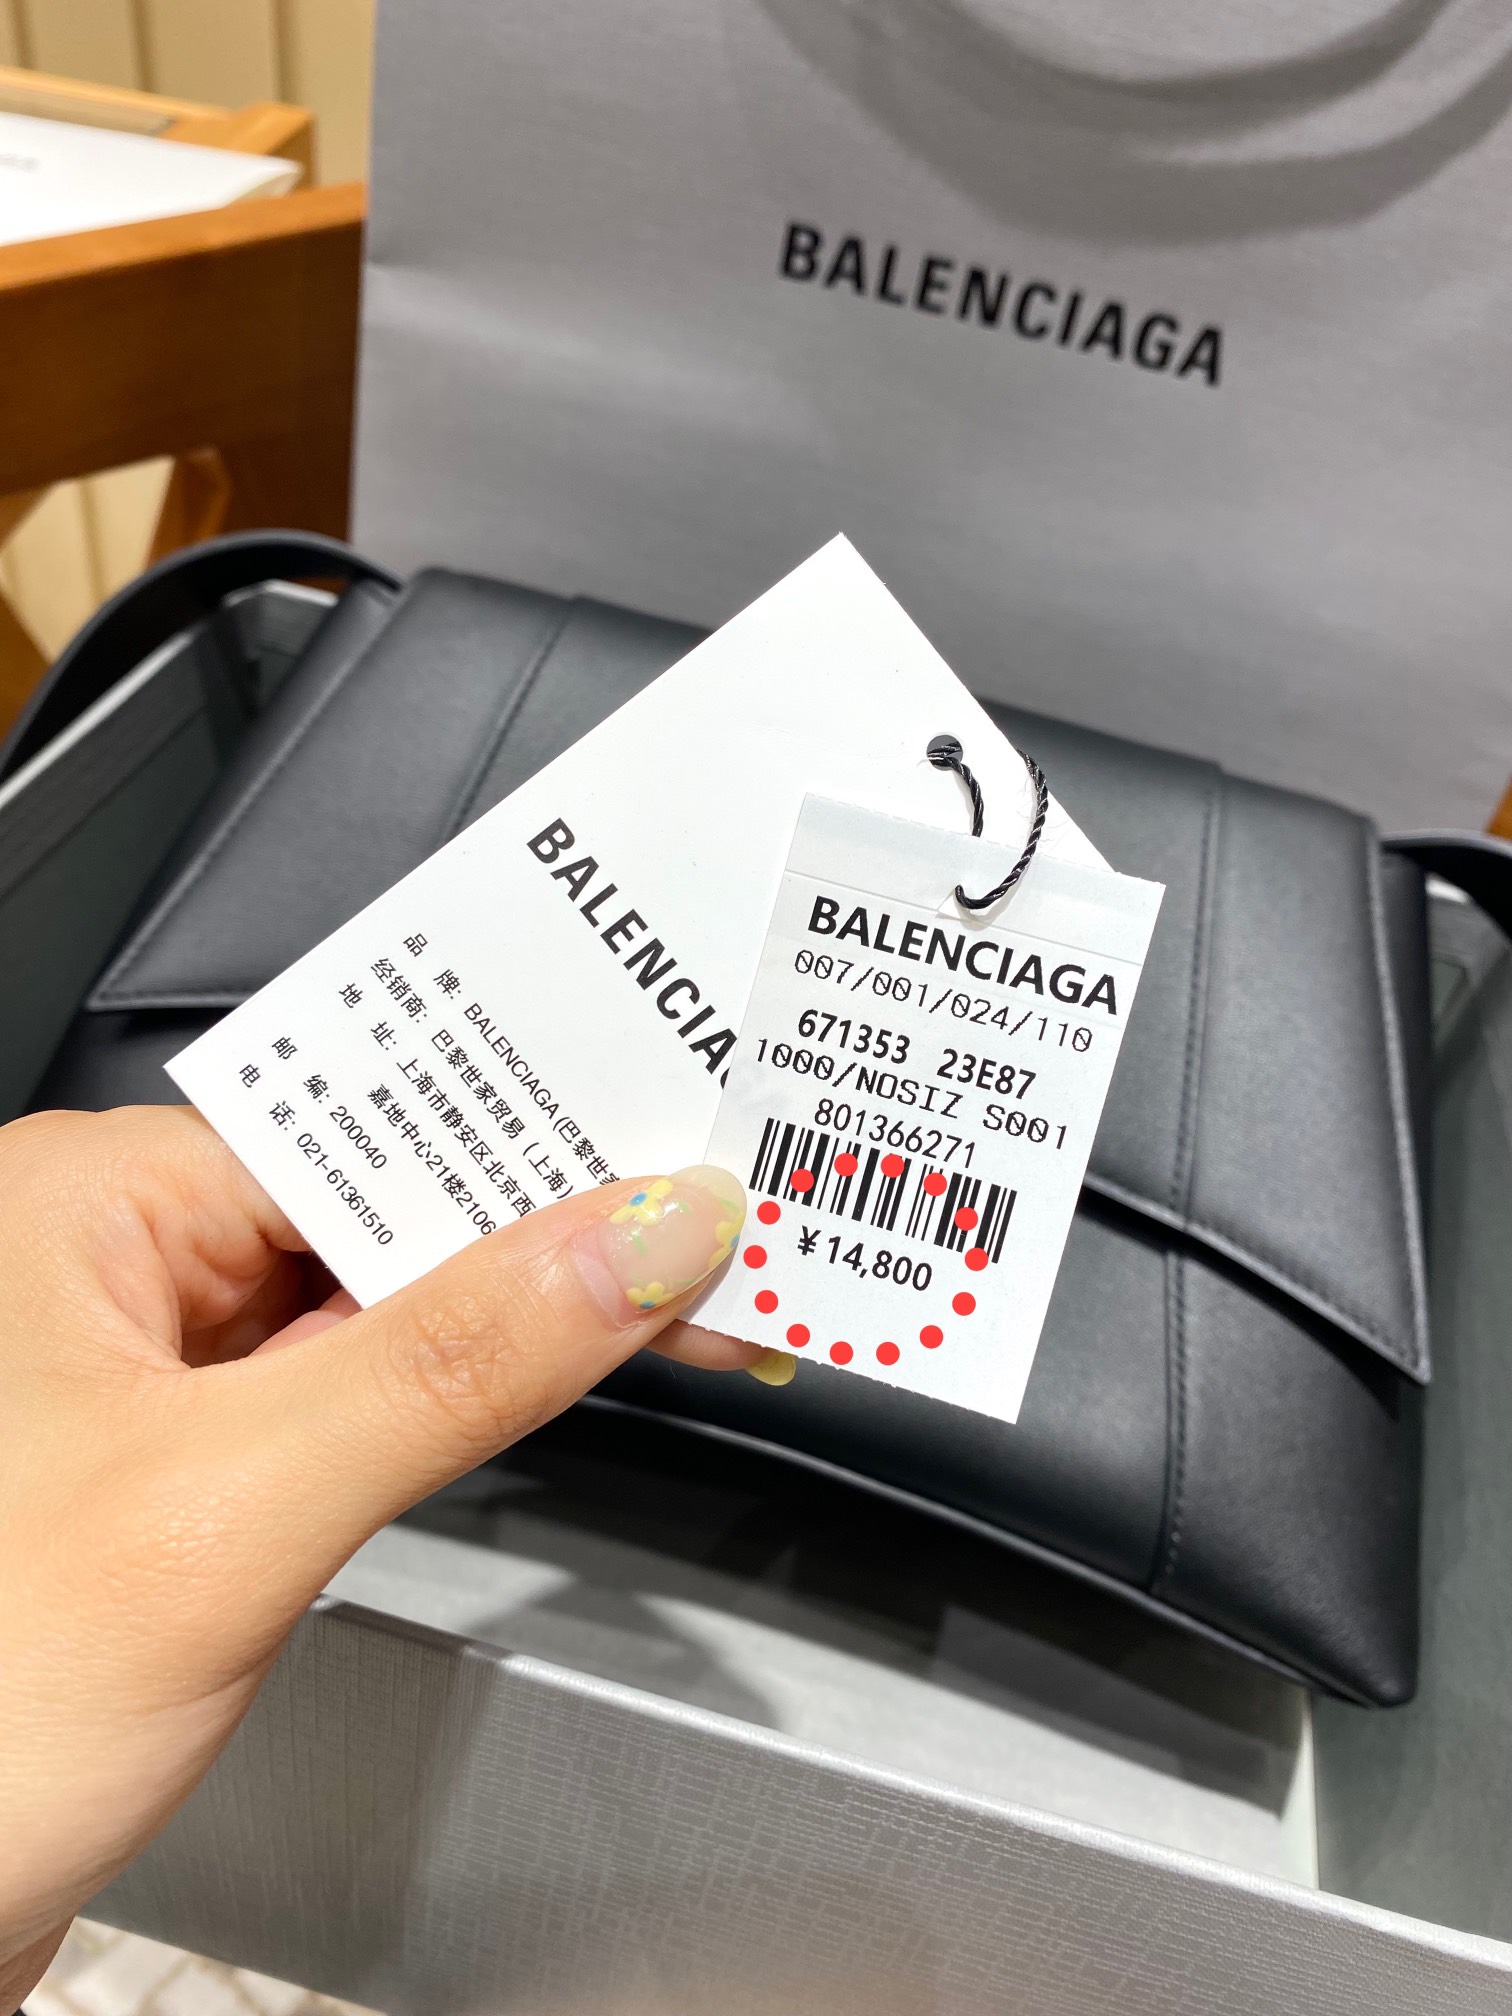 BALENCIAGA
BALENCIA
品 牌: BALENCIAGA(巴黎世家
经销商: 巴黎世家贸易(上海)
地 址: 上海市静安区北京西
嘉地中心21楼2106
邮 编: 200040
电 话: 021-61361510
BALENCIAGA
007/001/024/110
671353 23E87
1000/NOSIZ S001
801366271
¥14,800